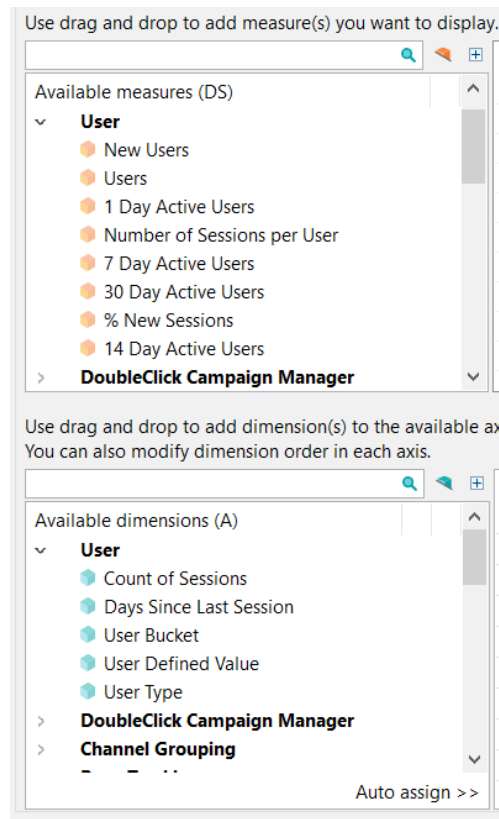 Use drag and drop to add measure(s) you want to display.
Available measures (DS)
User
New Users
Users
1 Day Active Users
Number of Sessions per User
7 Day Active Users
30 Day Active Users
% New Sessions
14 Day Active Users
DoubleClick Campaign Manager
Use drag and drop to add dimension(s) to the available
You can also modify dimension order in each axis.
Available dimensions (A)
User
Count of Sessions
Days Since Last Session
User Bucket
User Defined Value
User Type
DoubleClick Campaign Manager
Channel Grouping
Auto assign >>